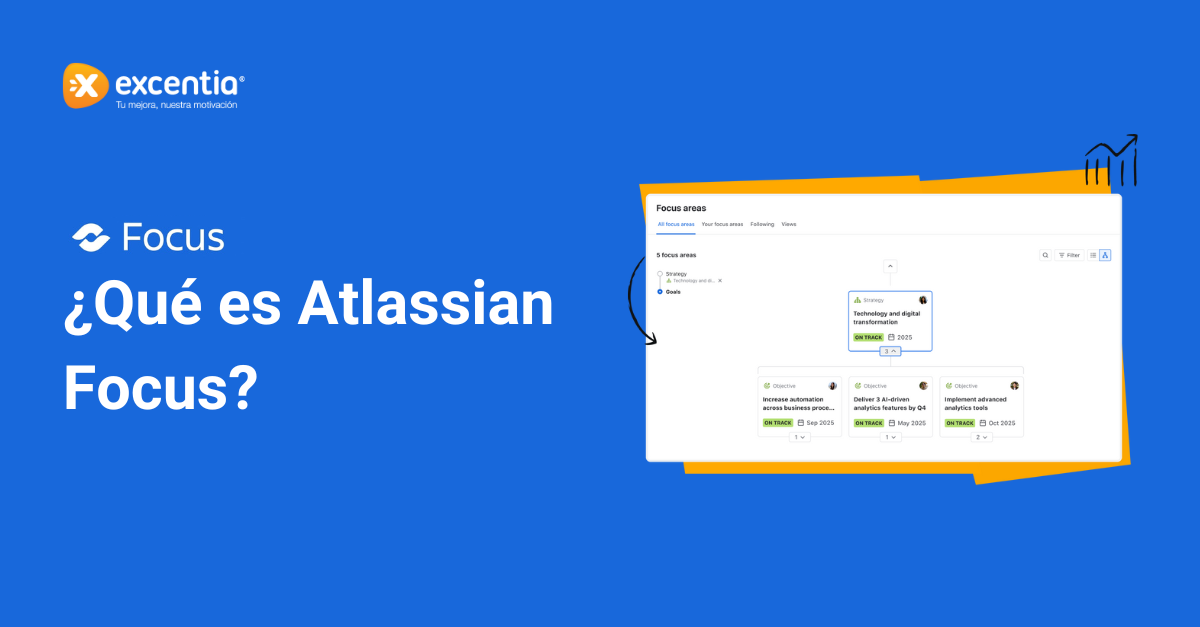 excentia®
Tu mejora, nuestra motivación
Focus
¿Qué es Atlassian
Focus?
Focus areas
All focus areas Your focus areas Following Views
5 focus areas
Filter
Strategy
Technology and di...
Goals
Strategy
Technology and digital
transformation
ON TRACK 2025
3
Objective
Increase automation
across business proce...
ON TRACK Sep 2025
1
Objective
Deliver 3 AI-driven
analytics features by Q4
ON TRACK May 2025
1
Objective
Implement advanced
analytics tools
ON TRACK Oct 2025
2